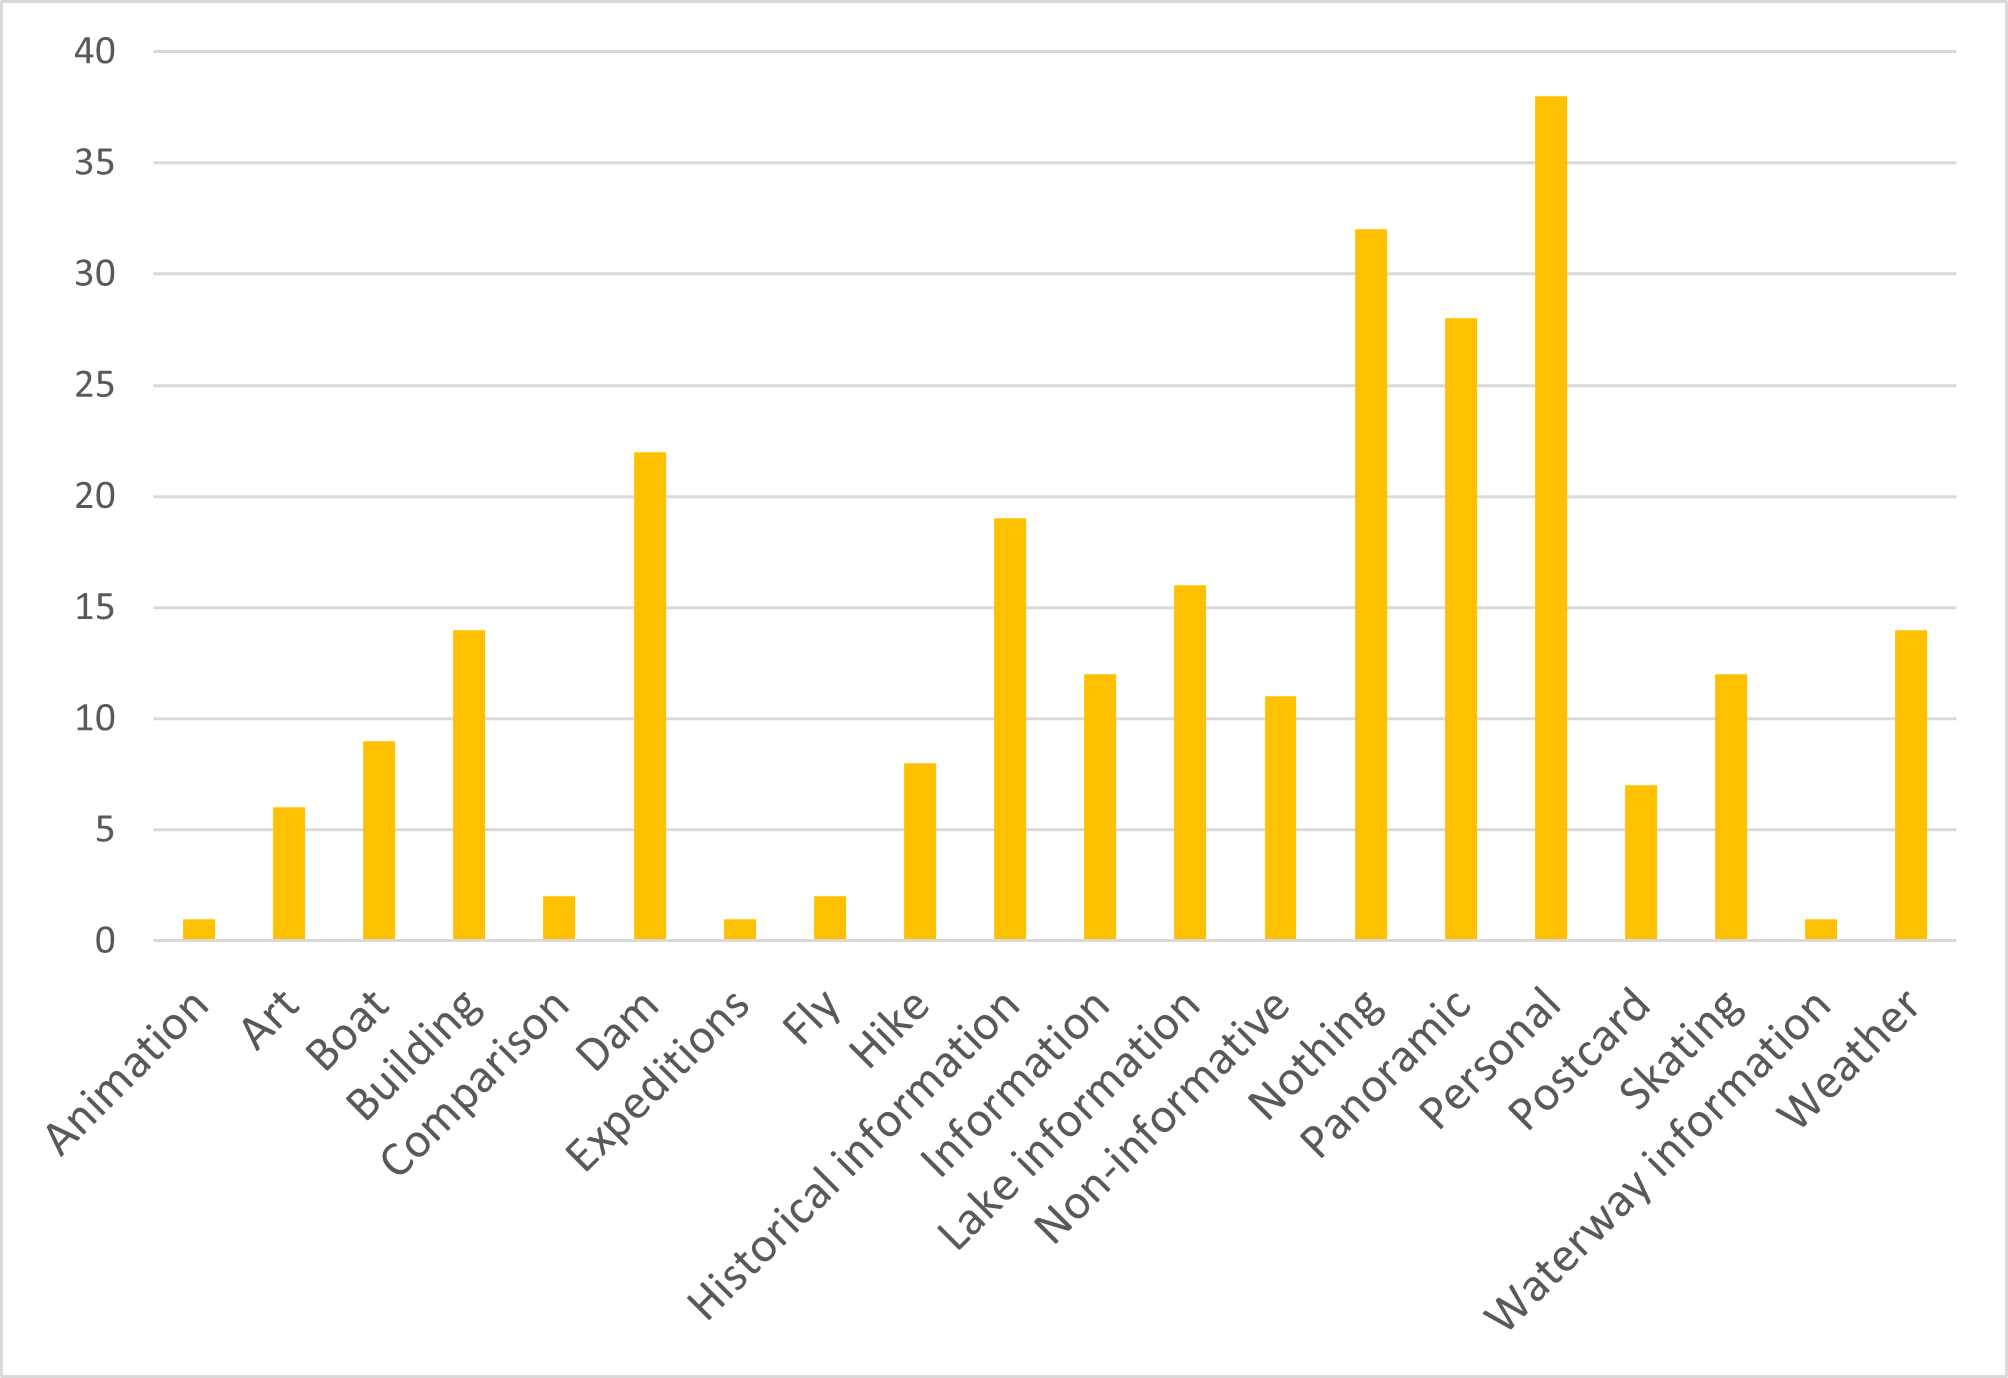 40
35
30
25
20
15
10
5
0
Animation
Art
Boat
Building
Comparison
Dam
Expeditions
Fly
Hike
Historical information
Information
Lake information
Non-informative
Nothing
Panoramic
Personal
Postcard
Skating
Waterway information
Weather